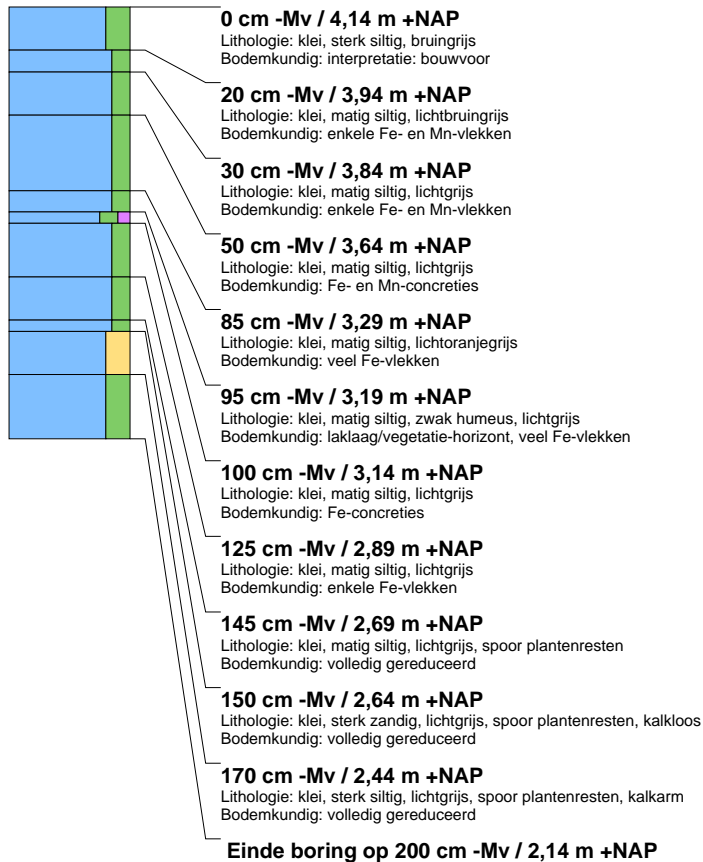 0 cm -Mv / 4,14 m +NAP
Lithologie: klei, sterk siltig, bruingrijs
Bodemkundig: interpretatie: bouwvoor
20 cm -Mv / 3,94 m +NAP
Lithologie: klei, matig siltig, lichtbruingrijs
Bodemkundig: enkele Fe- en Mn-vlekken
30 cm -Mv / 3,84 m +NAP
Lithologie: klei, matig siltig, lichtgrijs
Bodemkundig: enkele Fe- en Mn-vlekken
50 cm -Mv / 3,64 m +NAP
Lithologie: klei, matig siltig, lichtgrijs
Bodemkundig: Fe- en Mn-concreties
85 cm -Mv / 3,29 m +NAP
Lithologie: klei, matig siltig, lichtoranjegrijs
Bodemkundig: veel Fe-vlekken
95 cm -Mv / 3,19 m +NAP
Lithologie: klei, matig siltig, zwak humeus, lichtgrijs
Bodemkundig: laklaag/vegetatie-horizont, veel Fe-vlekken
100 cm -Mv / 3,14 m +NAP
Lithologie: klei, matig siltig, lichtgrijs
Bodemkundig: Fe-concreties
125 cm -Mv / 2,89 m +NAP
Lithologie: klei, matig siltig, lichtgrijs
Bodemkundig: enkele Fe-vlekken
145 cm -Mv / 2,69 m +NAP
Lithologie: klei, matig siltig, lichtgrijs, spoor plantenresten
Bodemkundig: volledig gereduceerd
150 cm -Mv / 2,64 m +NAP
Lithologie: klei, sterk zandig, lichtgrijs, spoor plantenresten, kalkloos
Bodemkundig: volledig gereduceerd
170 cm -Mv / 2,44 m +NAP
Lithologie: klei, sterk siltig, lichtgrijs, spoor plantenresten, kalkarm
Bodemkundig: volledig gereduceerd
Einde boring op 200 cm -Mv / 2,14 m +NAP